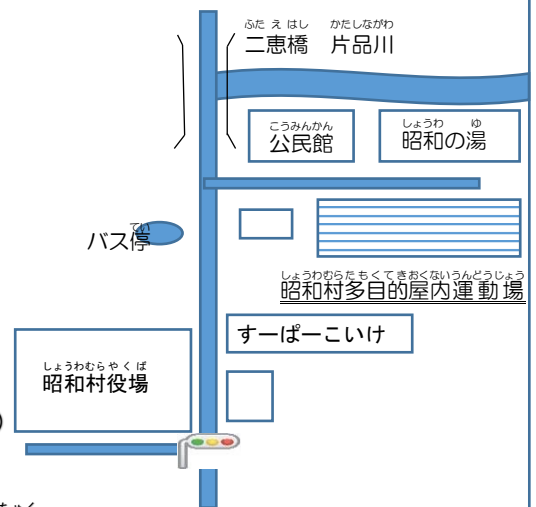 ふた え はし かたしながわ
二恵橋 片品川
こうみんかん
公民館
しょうわ ゆ
昭和の湯
てい
バス停
しょうわむらたもくてきおくないうんどうじょう
昭和村多目的屋内運動場
すーぱーこいけ
しょうわむらやくば
昭和村役場